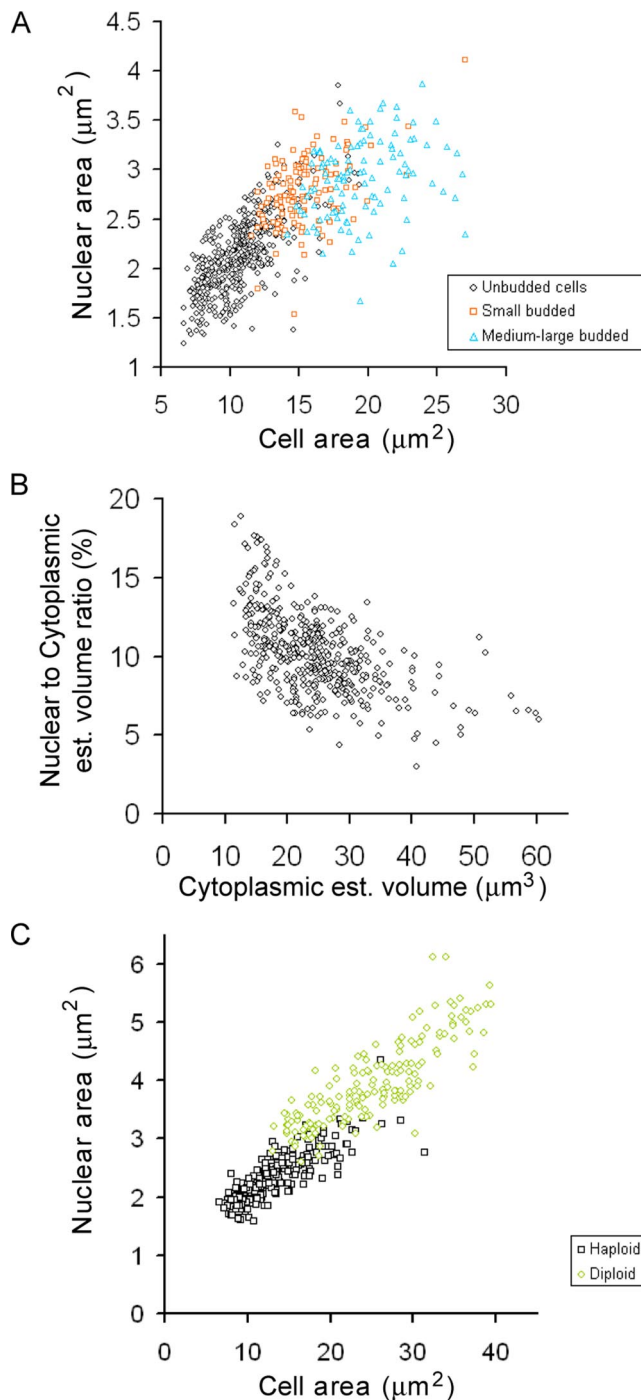 A
Nuclear area (μm²)
4.5
4
3.5
3
2.5
2
1.5
1
5 10 15 20 25 30
Cell area (μm²)
Unbudded cells
Small budded
Medium-large budded
B
Nuclear to Cytoplasmic
est. volume ratio (%)
20
15
10
5
0
0 10 20 30 40 50 60
Cytoplasmic est. volume (μm³)
C
Nuclear area (μm²)
6
5
4
3
2
1
0
0 10 20 30 40
Cell area (μm²)
Haploid
Diploid